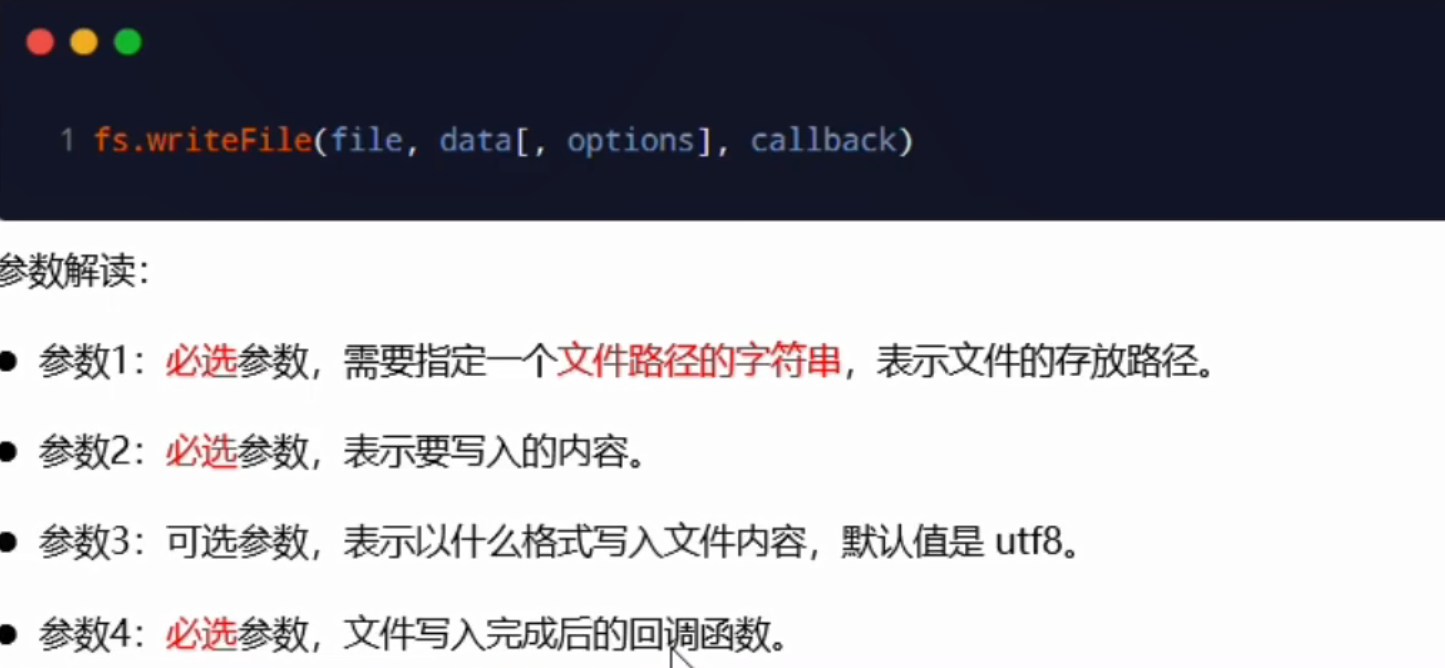 1 fs.writeFile(file, data[, options], callback)
参数解读：
● 参数1：必选参数，需要指定一个文件路径的字符串，表示文件的存放路径。
● 参数2：必选参数，表示要写入的内容。
● 参数3：可选参数，表示以什么格式写入文件内容，默认值是 utf8。
● 参数4：必选参数，文件写入完成后的回调函数。